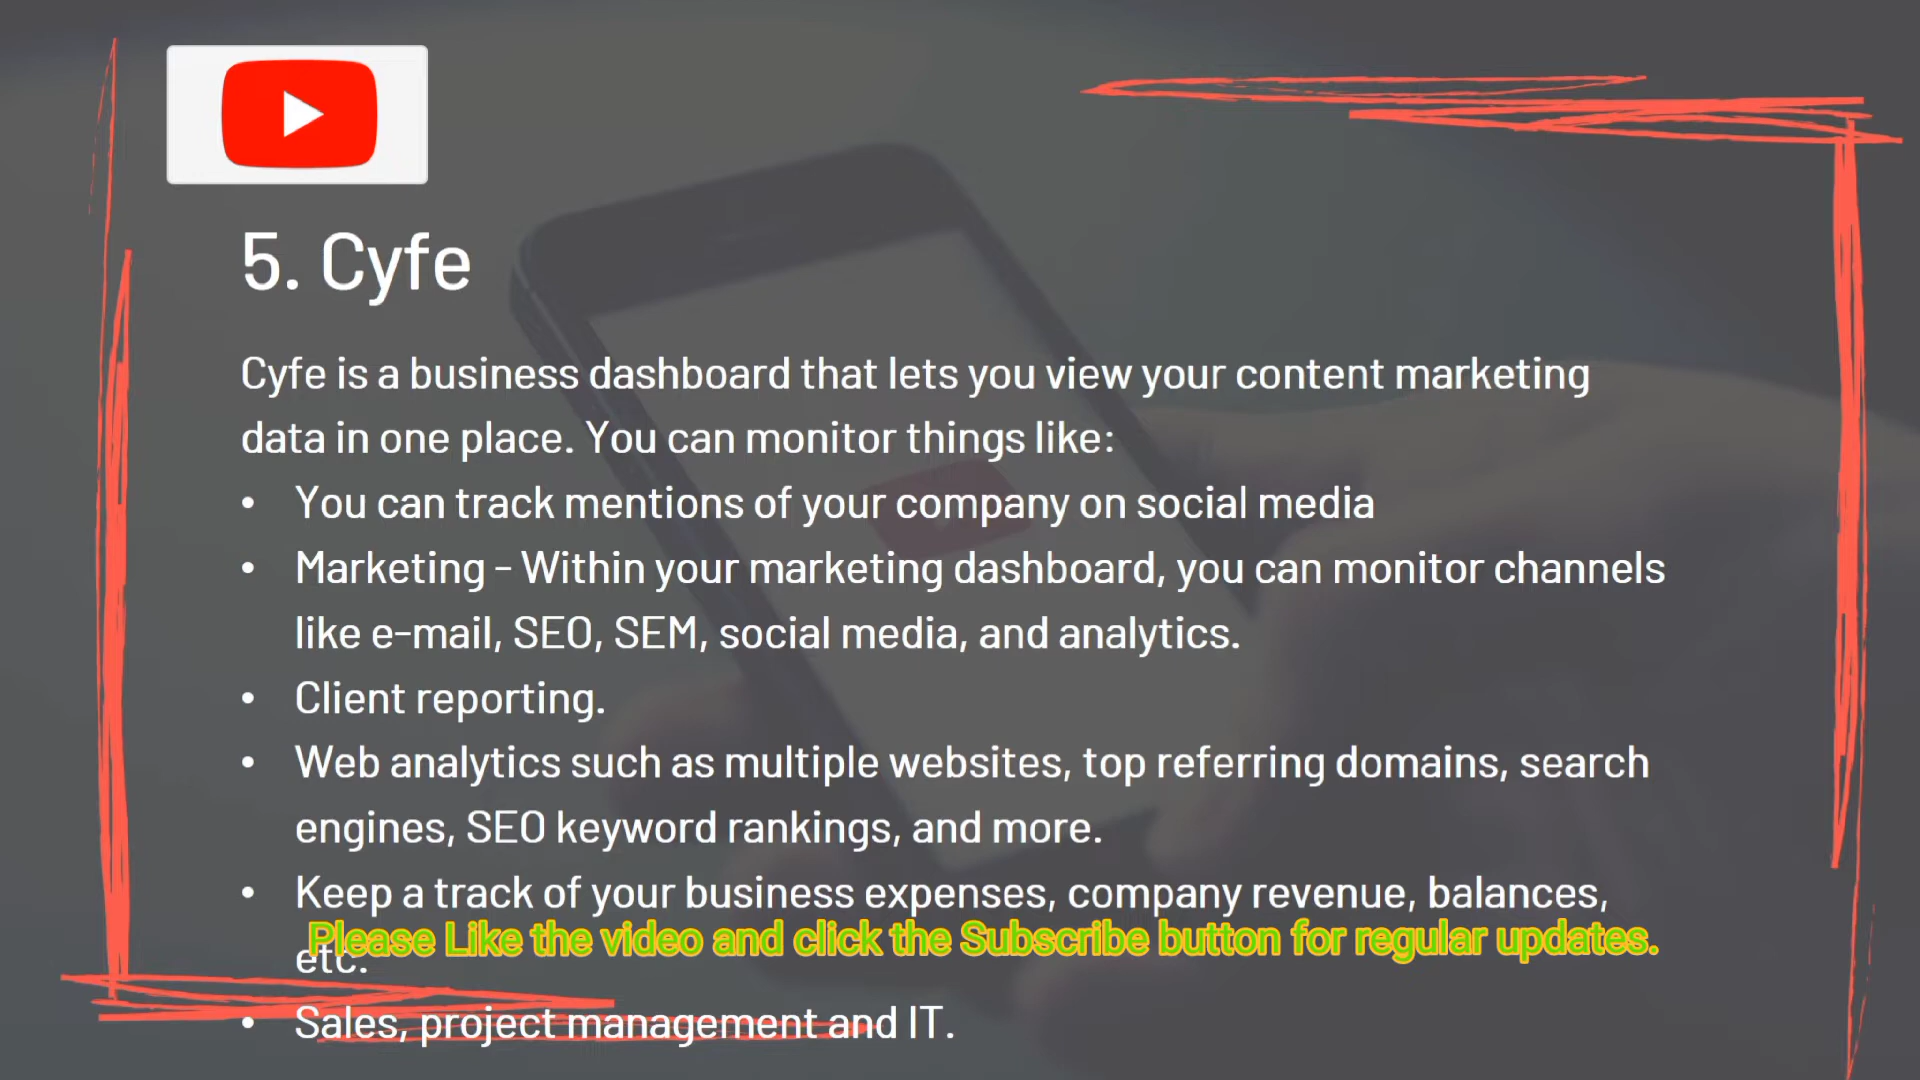 5. Cyfe
Cyfe is a business dashboard that lets you view your content marketing
data in one place. You can monitor things like:
• You can track mentions of your company on social media
• Marketing - Within your marketing dashboard, you can monitor channels
like e-mail, SEO, SEM, social media, and analytics.
• Client reporting.
• Web analytics such as multiple websites, top referring domains, search
engines, SEO keyword rankings, and more.
• Keep a track of your business expenses, company revenue, balances,
etc.
Please Like the video and click the Subscribe button for regular updates.
• Sales, project management and IT.